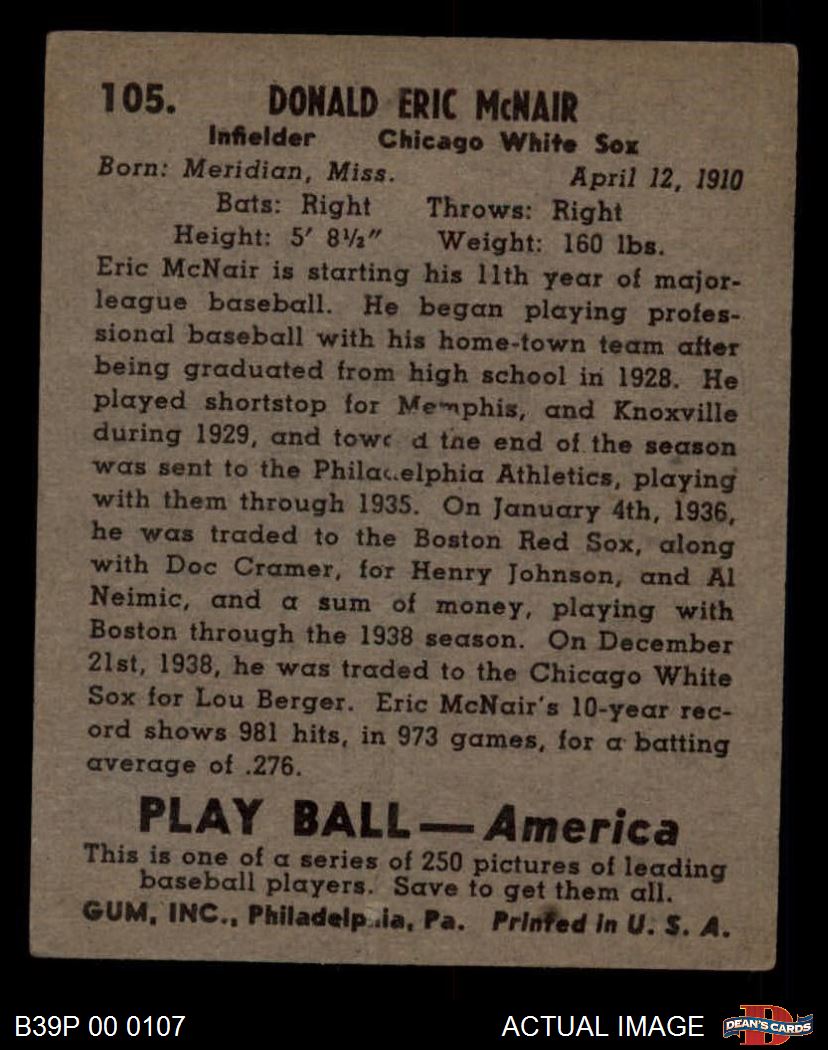 105. DONALD ERIC McNAIR
Infielder Chicago White Sox
Born: Meridian, Miss. April 12, 1910
Bats: Right Throws: Right
Height: 5′ 8½″ Weight: 160 lbs.
Eric McNair is starting his 11th year of major-
league baseball. He began playing profes-
sional baseball with his home-town team after
being graduated from high school in 1928. He
played shortstop for Memphis, and Knoxville
during 1929, and toward the end of the season
was sent to the Philadelphia Athletics, playing
with them through 1935. On January 4th, 1936,
he was traded to the Boston Red Sox, along
with Doc Cramer, for Henry Johnson, and Al
Neimic, and a sum of money, playing with
Boston through the 1938 season. On December
21st, 1938, he was traded to the Chicago White
Sox for Lou Berger. Eric McNair's 10-year rec-
ord shows 981 hits, in 973 games, for a batting
average of .276.
PLAY BALL—America
This is one of a series of 250 pictures of leading
baseball players. Save to get them all.
GUM, INC., Philadelphia, Pa. Printed in U. S. A.
B39P 00 0107 ACTUAL IMAGE DEAN'S CARDS